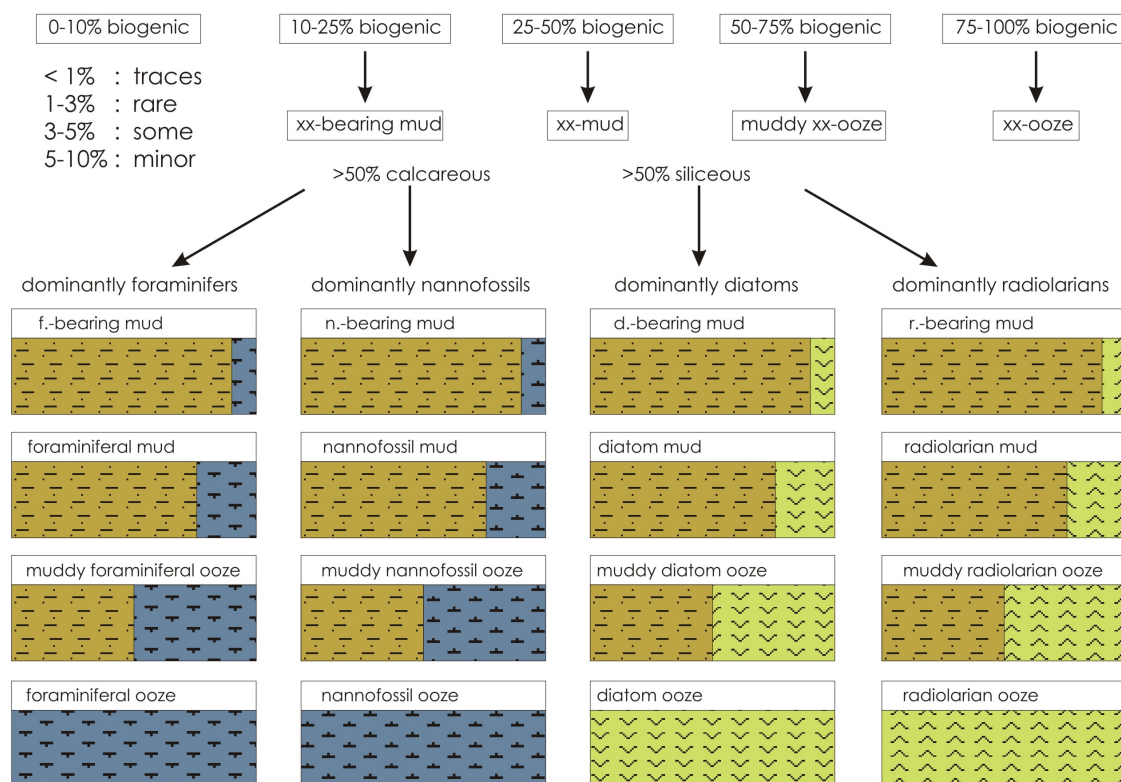 0-10% biogenic
10-25% biogenic
25-50% biogenic
50-75% biogenic
75-100% biogenic
< 1% : traces
1-3% : rare
3-5% : some
5-10% : minor
xx-bearing mud
xx-mud
muddy xx-ooze
xx-ooze
>50% calcareous
>50% siliceous
dominantly foraminifers
dominantly nannofossils
dominantly diatoms
dominantly radiolarians
f.-bearing mud
n.-bearing mud
d.-bearing mud
r.-bearing mud
foraminiferal mud
nannofossil mud
diatom mud
radiolarian mud
muddy foraminiferal ooze
muddy nannofossil ooze
muddy diatom ooze
muddy radiolarian ooze
foraminiferal ooze
nannofossil ooze
diatom ooze
radiolarian ooze